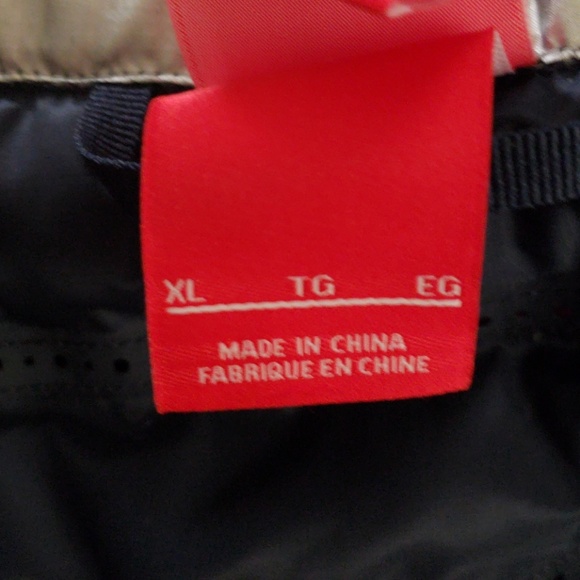 XL TG EG
MADE IN CHINA
FABRIQUE EN CHINE